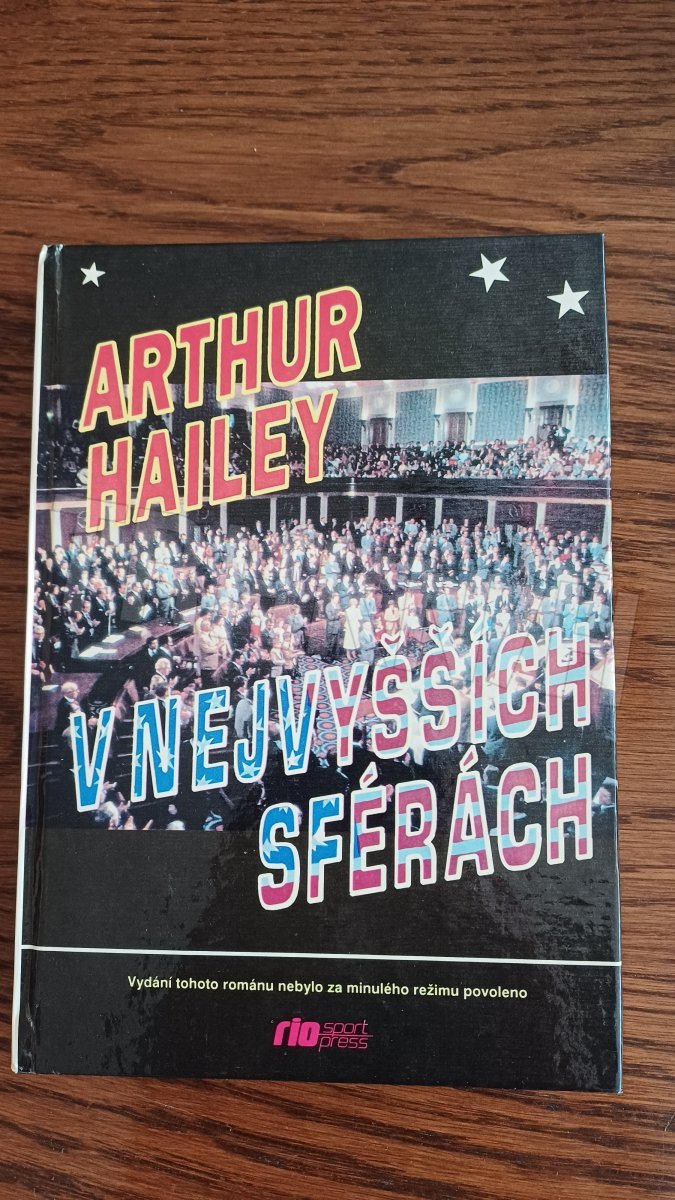 ARTHUR
HAILEY
V NEJVYŠŠÍCH
SFÉRÁCH
Vydání tohoto románu nebylo za minulého režimu povoleno
rio sport
press